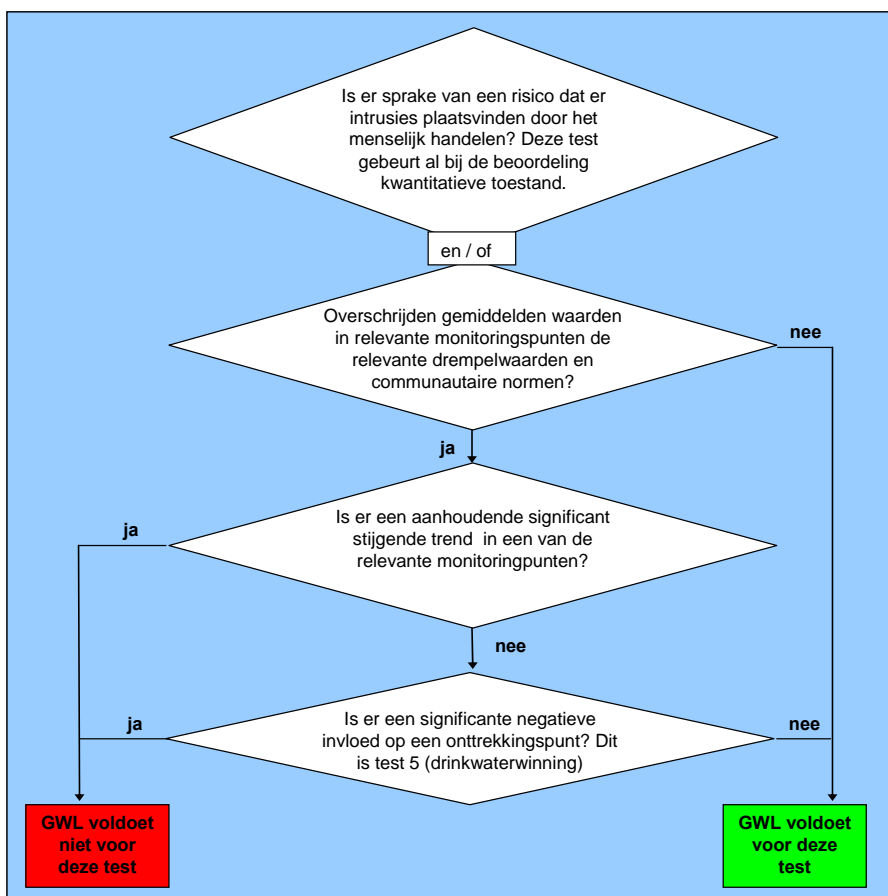 Is er sprake van een risico dat er
intrusies plaatsvinden door het
menselijk handelen? Deze test
gebeurt al bij de beoordeling
kwantitatieve toestand.
en / of
Overschrijden gemiddelden waarden
in relevante monitoringspunten de
relevante drempelwaarden en
communautaire normen?
nee
ja
Is er een aanhoudende significant
stijgende trend in een van de
relevante monitoringpunten?
ja
nee
Is er een significante negatieve
invloed op een onttrekkingspunt? Dit
is test 5 (drinkwaterwinning)
ja
nee
GWL voldoet
niet voor
deze test
GWL voldoet
voor deze
test